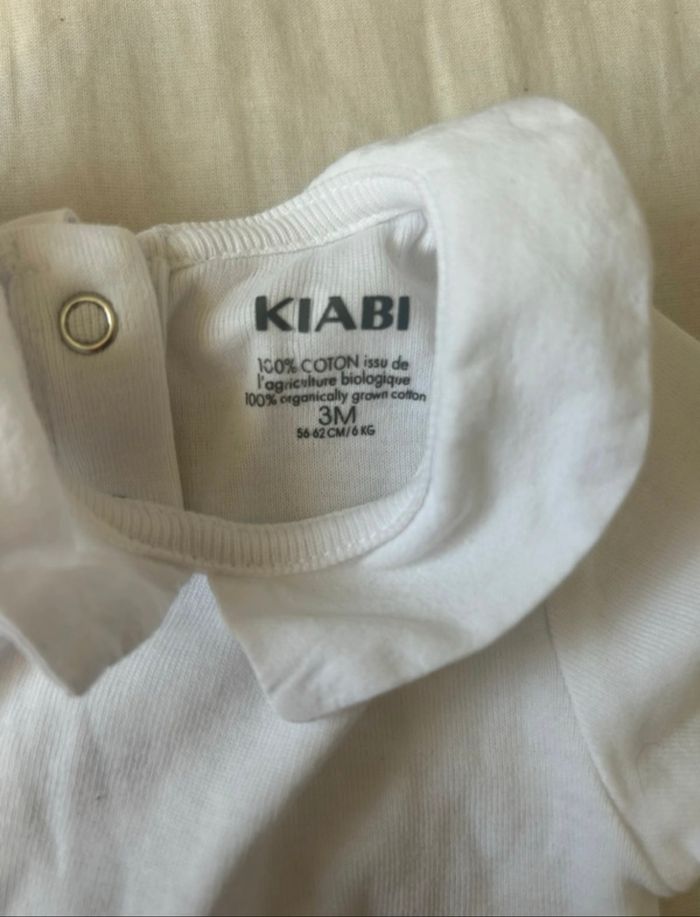 KIABI
100% COTON issu de
l'agriculture biologique
100% organically grown cotton
3M
56-62 CM/6 KG